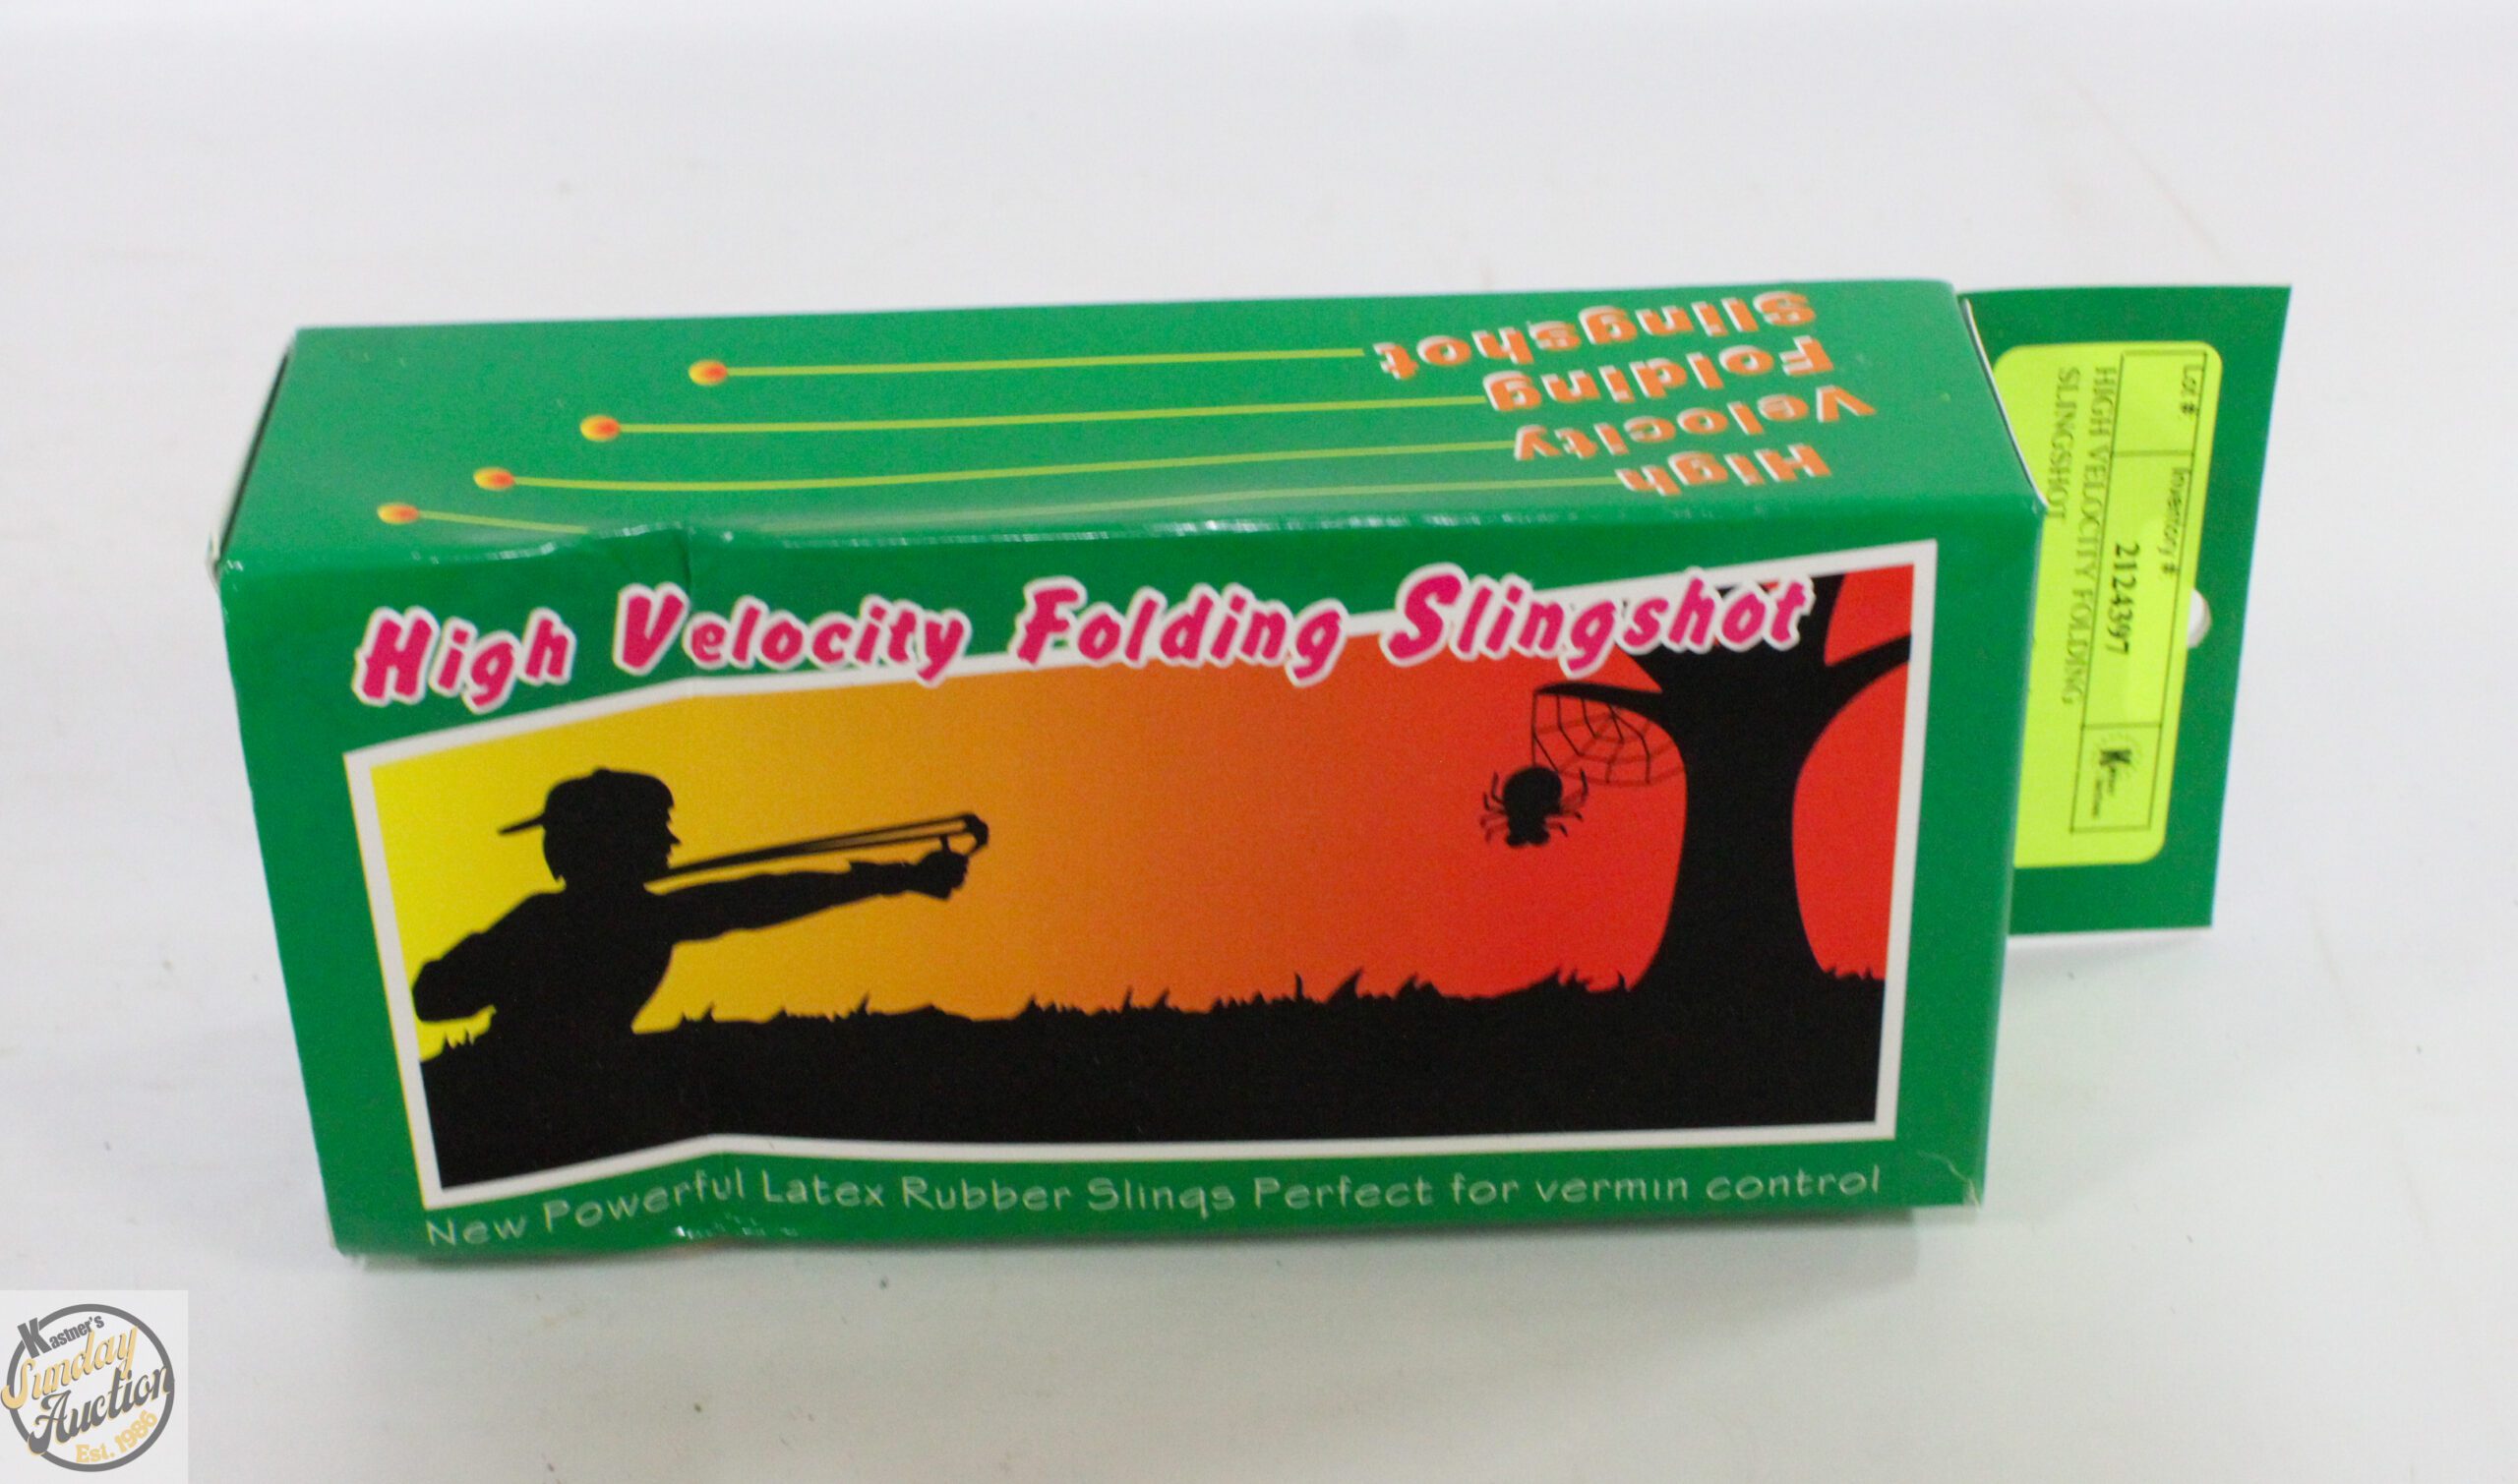 High
Velocity
Folding
Slingshot
High Velocity Folding Slingshot
New Powerful Latex Rubber Slings Perfect for vermin control
Lot #:
Inventory #:
2124397
HIGH VELOCITY FOLDING
SLINGSHOT
Kastner's
Sunday
Auction
Est. 1986